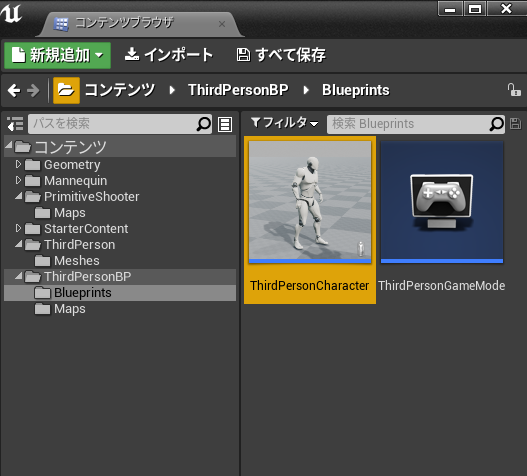 コンテンツブラウザ
新規追加 インポート すべて保存
コンテンツ ThirdPersonBP Blueprints
パスを検索 フィルタ 検索 Blueprints
コンテンツ
Geometry
Mannequin
PrimitiveShooter
Maps
StarterContent
ThirdPerson
Meshes
ThirdPersonBP
Blueprints
Maps
ThirdPersonCharacter ThirdPersonGameMode